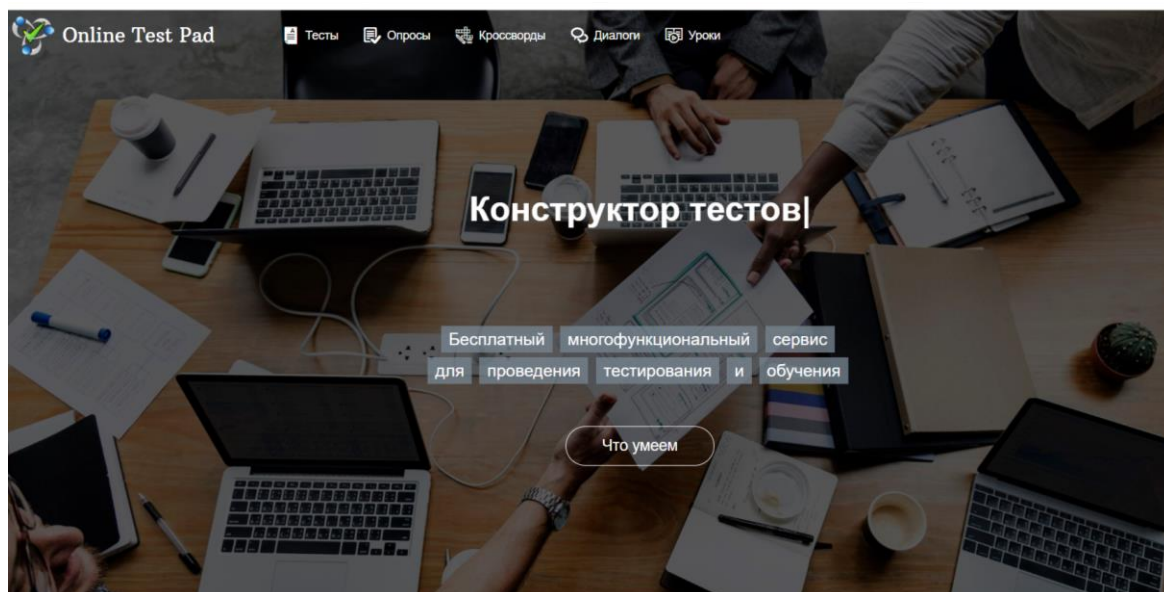 Online Test Pad Тесты Опросы Кроссворды Диалоги Уроки
Конструктор тестов|
Бесплатный многофункциональный сервис
для проведения тестирования и обучения
Что умеем